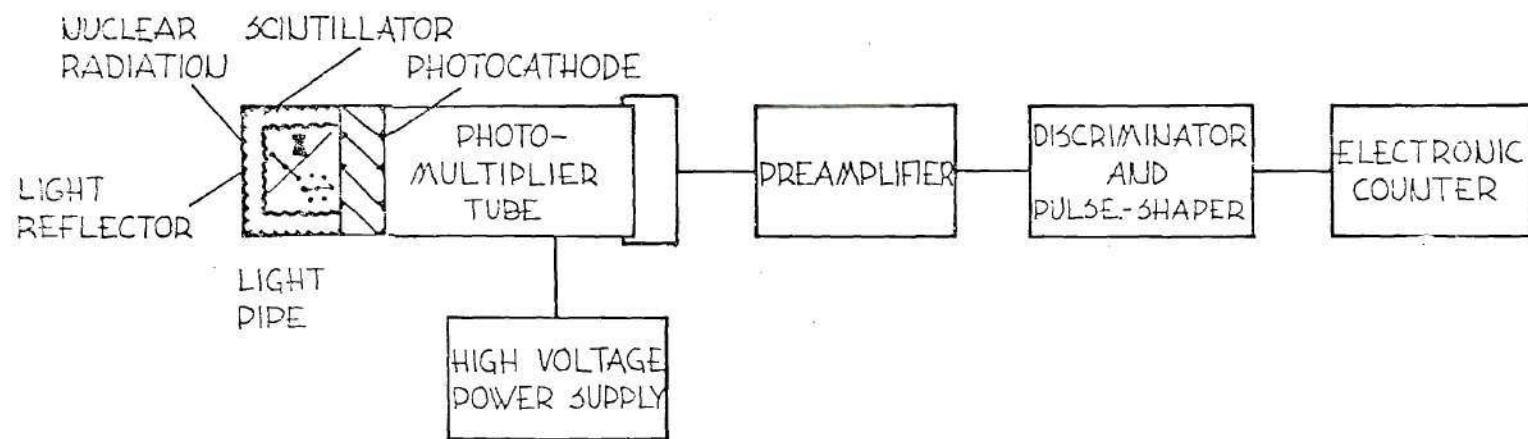 NUCLEAR
RADIATION
SCINTILLATOR
PHOTOCATHODE
LIGHT
REFLECTOR
LIGHT
PIPE
PHOTO-
MULTIPLIER
TUBE
HIGH VOLTAGE
POWER SUPPLY
PREAMPLIFIER
DISCRIMINATOR
AND
PULSE-SHAPER
ELECTRONIC
COUNTER